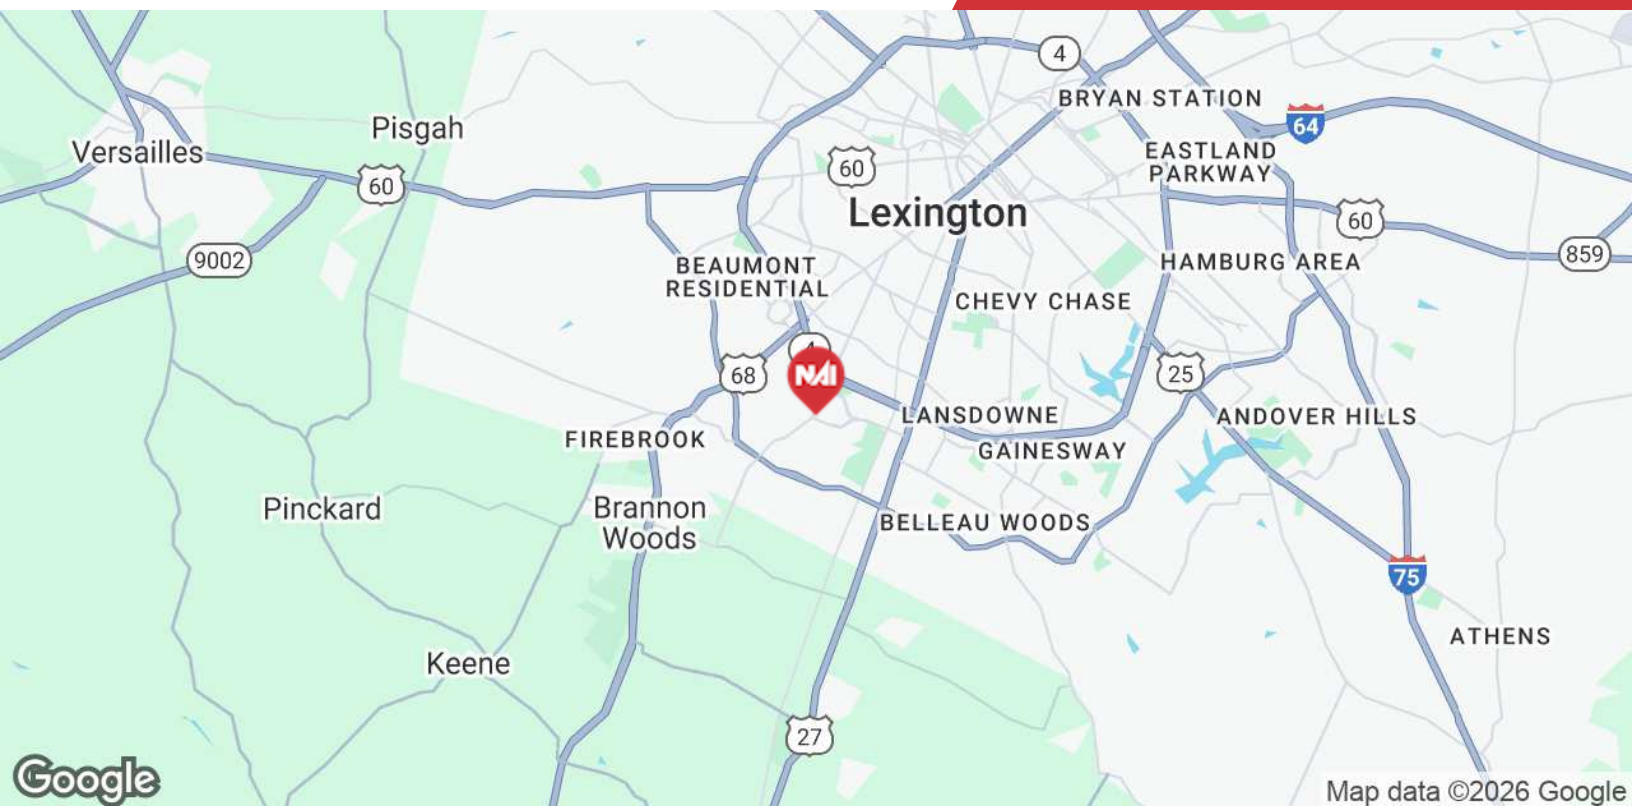 4
BRYAN STATION
64
Pisgah
Versailles
60
EASTLAND
PARKWAY
60
Lexington
60
9002
859
BEAUMONT
RESIDENTIAL
HAMBURG AREA
CHEVY CHASE
4
68
NAI
25
LANSDOWNE
ANDOVER HILLS
FIREBROOK
GAINESWAY
Pinckard
Brannon
Woods
BELLEAU WOODS
75
ATHENS
Keene
27
Google
Map data ©2026 Google